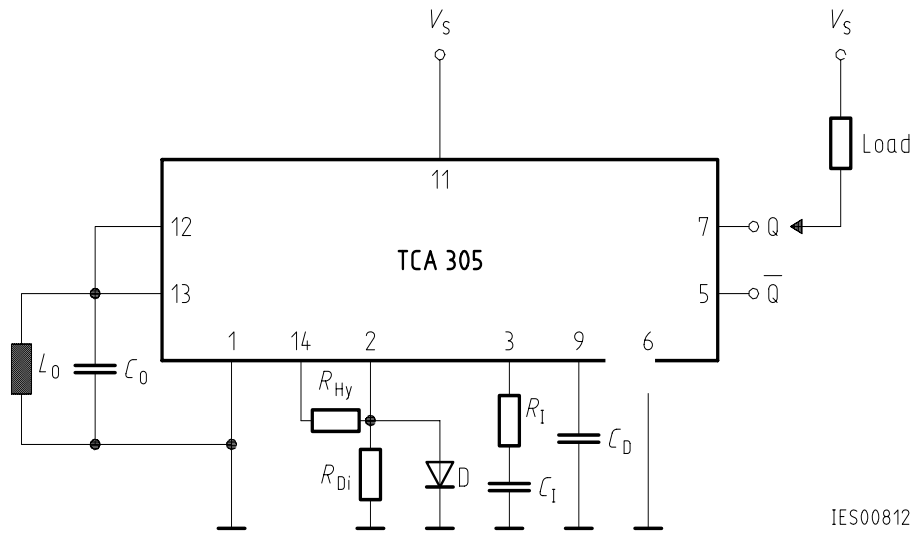 V_S
V_S
Load
11
12
7 Q
TCA 305
13
5 Q̅
1 14 2 3 9 6
R_Hy
L_0 C_0
R_I
C_D
R_Di D
C_I
IES00812